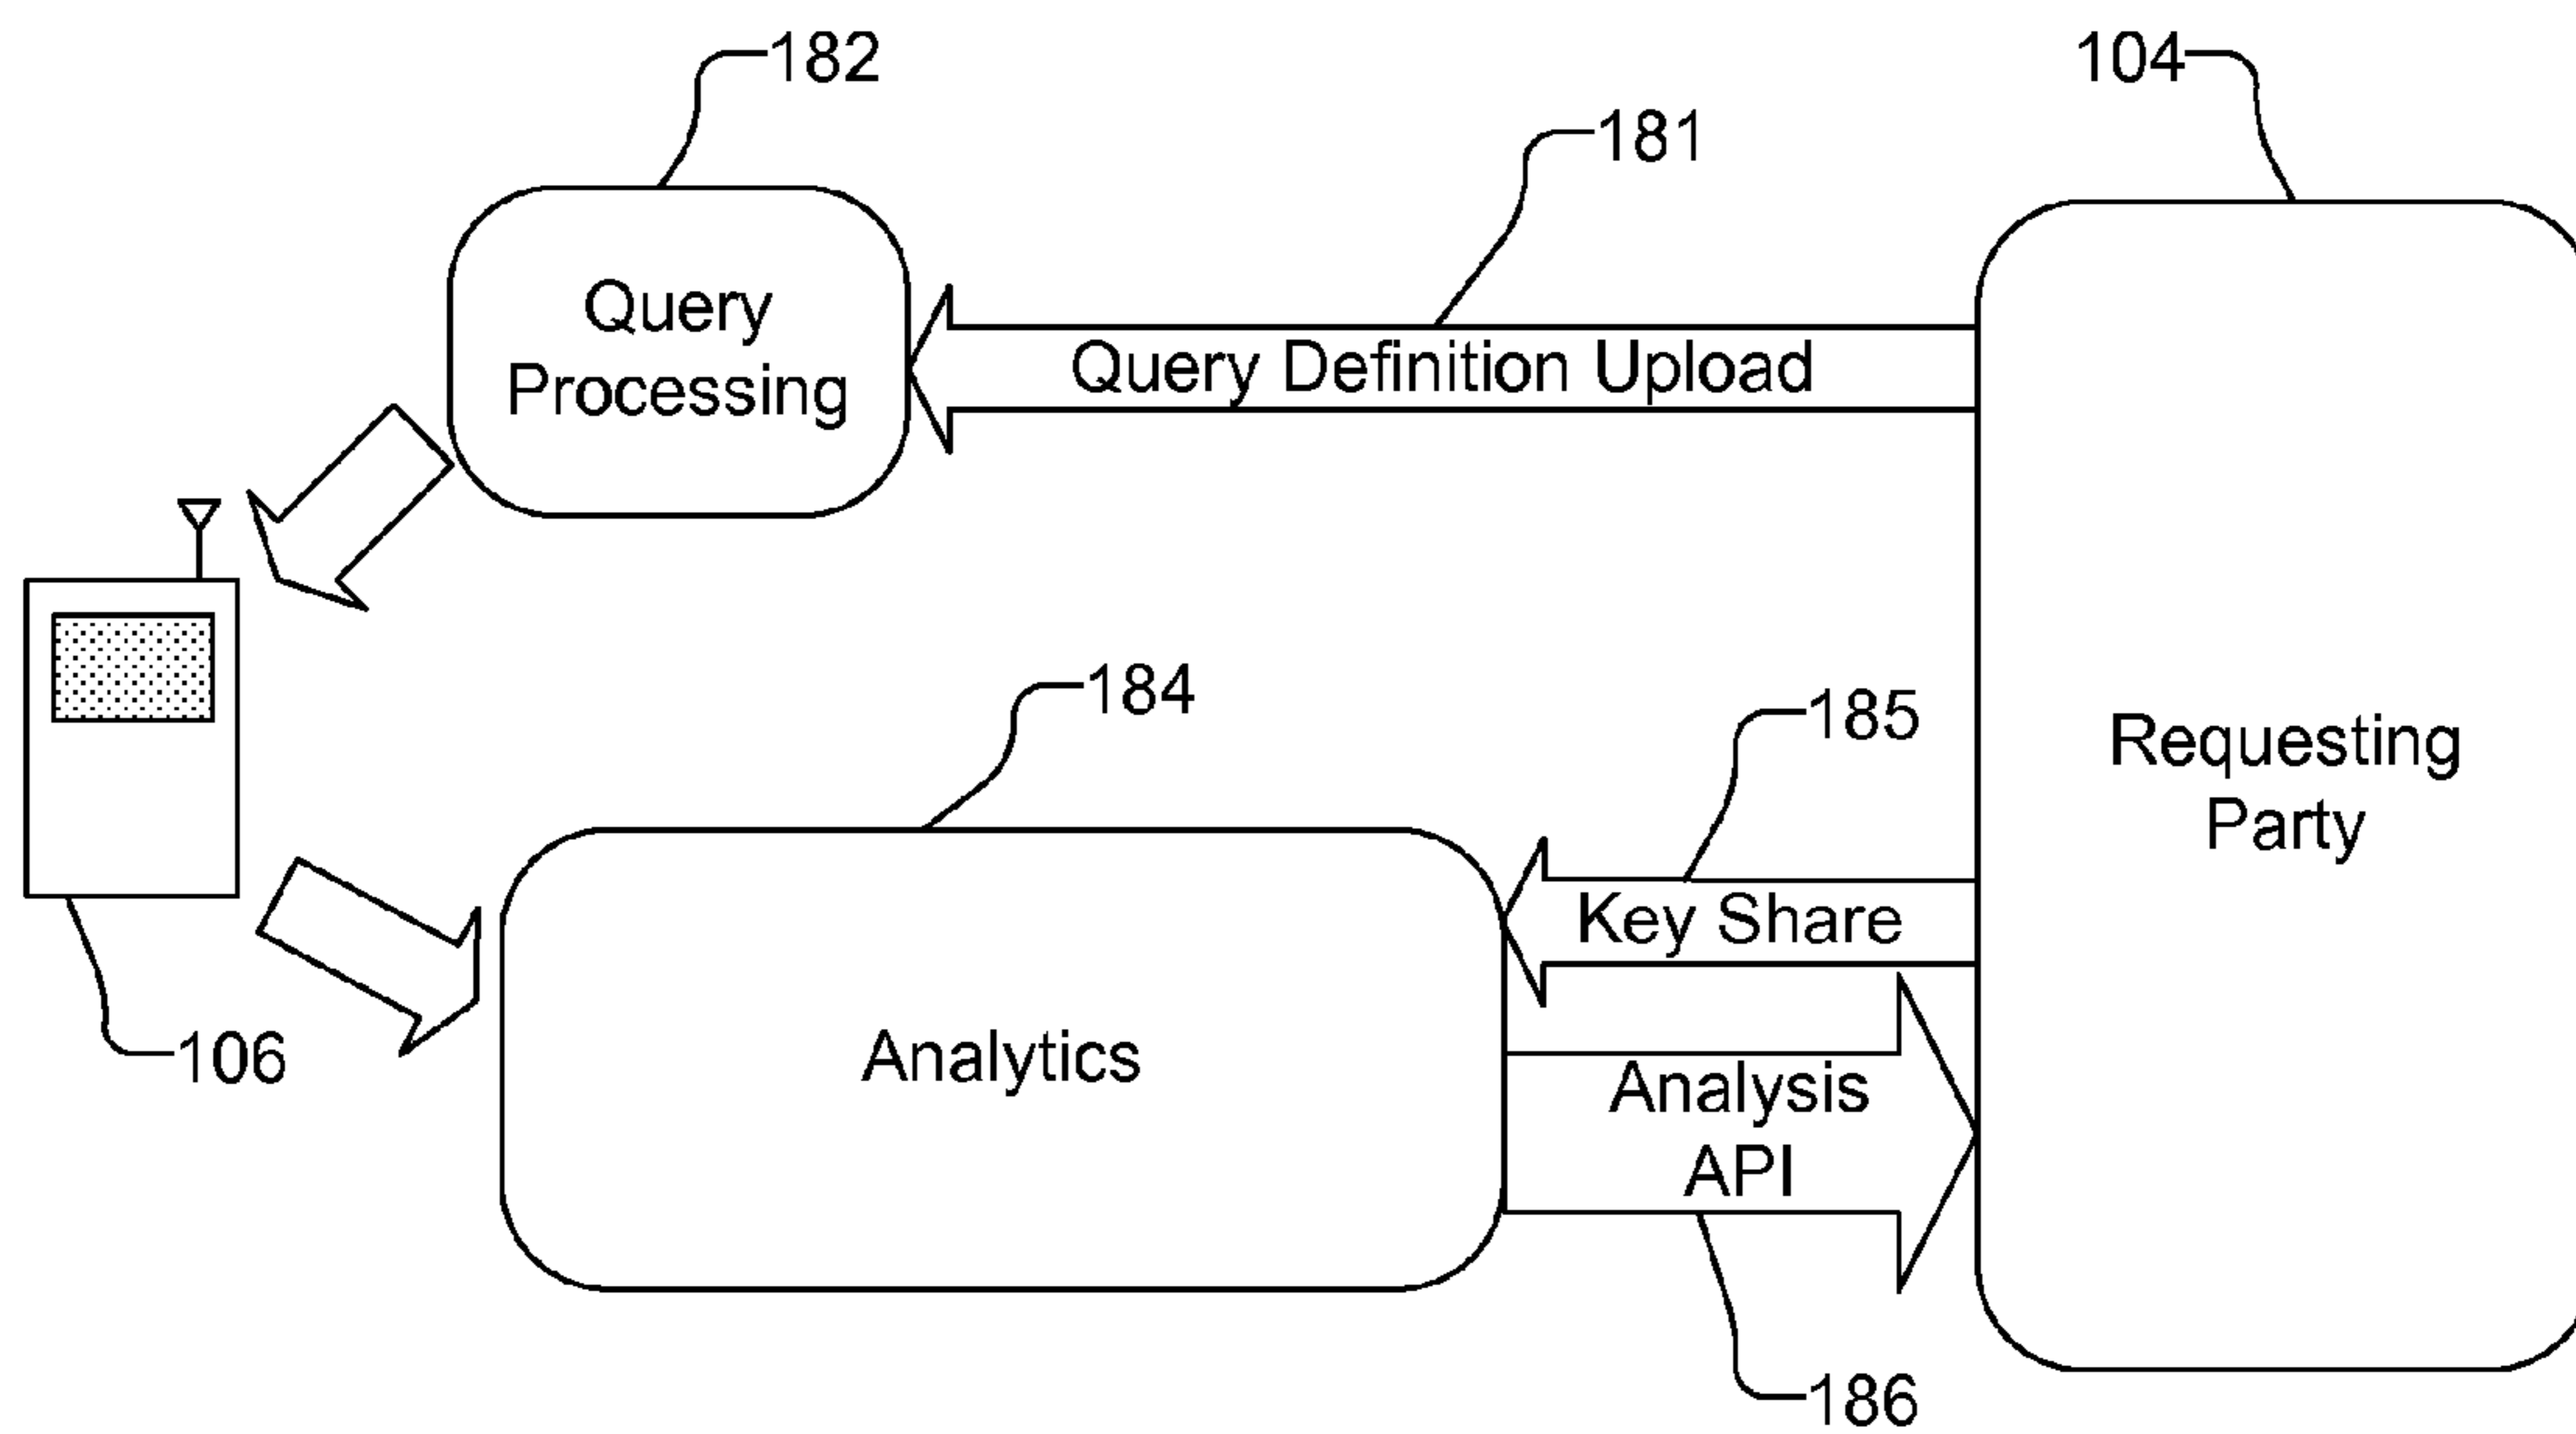 182
104
181
Query
Processing
Query Definition Upload
184
185
Requesting
Party
Key Share
106
Analytics
Analysis
API
186